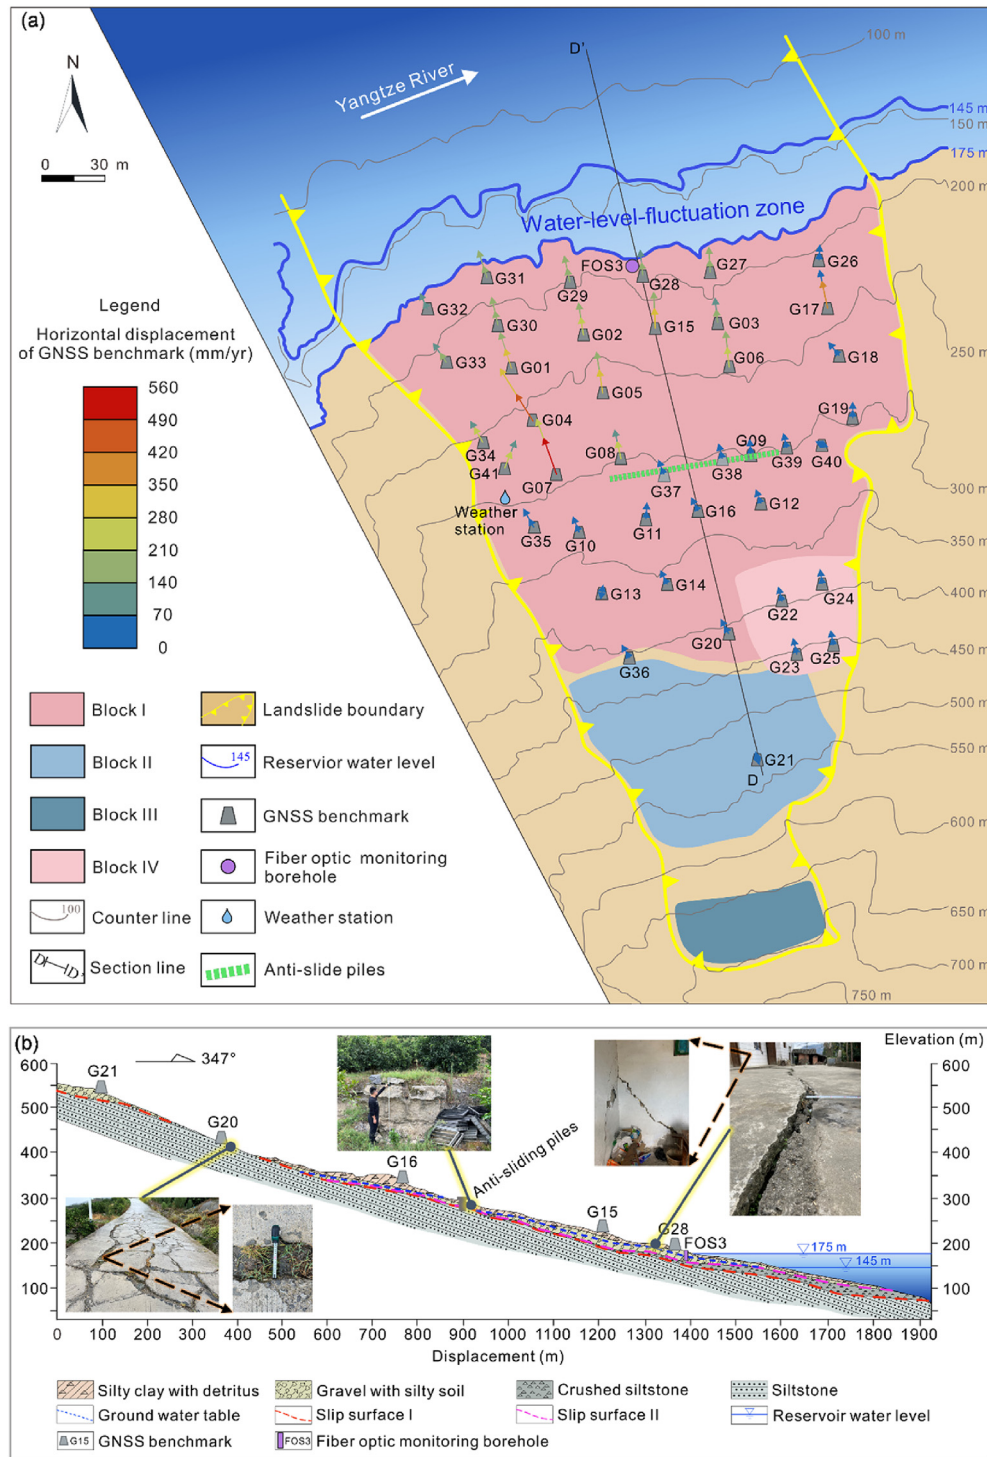 (a)
N
0 30 m
Yangtze River
D'
100 m
145 m
150 m
175 m
200 m
Water-level-fluctuation zone
FOS3
G31
G29
G28
G27
G26
G32
G30
G02
G15
G03
G17
G33
G01
G05
G06
G18
250 m
G04
G34
G41
G07
G08
G37
G38
G09
G39
G40
G19
Weather
station
300 m
G35
G10
G11
G16
G12
350 m
G13
G14
G22
G24
400 m
G36
G20
G23
G25
450 m
500 m
G21
D
550 m
600 m
650 m
700 m
750 m
Legend
Horizontal displacement
of GNSS benchmark (mm/yr)
560
490
420
350
280
210
140
70
0
Block I
Landslide boundary
Block II
145
Reservior water level
Block III
GNSS benchmark
Block IV
Fiber optic monitoring
borehole
100
Counter line
Weather station
D D'
Section line
Anti-slide piles
(b)
347°
Elevation (m)
600
500
400
300
200
100
600
500
400
300
200
100
G21
G20
G16
Anti-sliding piles
G15
G28
FOS3
175 m
145 m
0 100 200 300 400 500 600 700 800 900 1000 1100 1200 1300 1400 1500 1600 1700 1800 1900
Displacement (m)
Silty clay with detritus
Gravel with silty soil
Crushed siltstone
Siltstone
Ground water table
Slip surface I
Slip surface II
Reservoir water level
G15
GNSS benchmark
FOS3
Fiber optic monitoring borehole